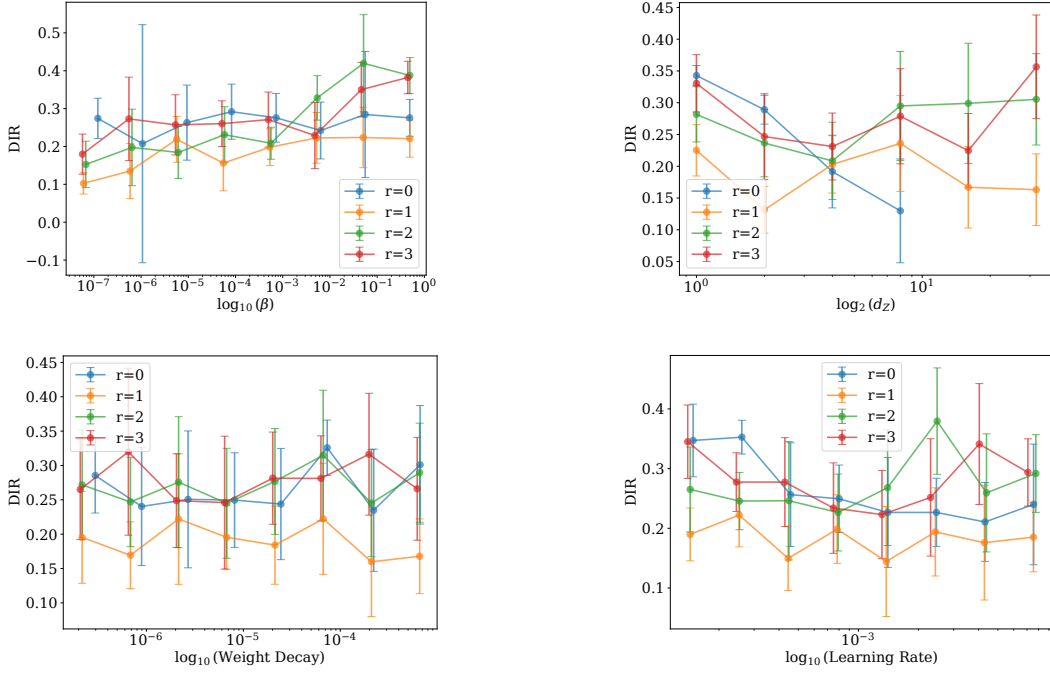 0.5
0.4
0.3
0.2
0.1
0.0
−0.1
DIR
10⁻⁷
10⁻⁶
10⁻⁵
10⁻⁴
10⁻³
10⁻²
10⁻¹
10⁰
log₁₀(β)
r=0
r=1
r=2
r=3
0.40
0.35
0.30
0.25
0.20
0.15
0.10
0.05
DIR
10⁰
10¹
log₂(d_Z)
r=0
r=1
r=2
r=3
0.45
0.40
0.35
0.30
0.25
0.20
0.15
0.10
DIR
10⁻⁶
10⁻⁵
10⁻⁴
log₁₀(Weight Decay)
r=0
r=1
r=2
r=3
0.4
0.3
0.2
0.1
DIR
10⁻³
log₁₀(Learning Rate)
r=0
r=1
r=2
r=3